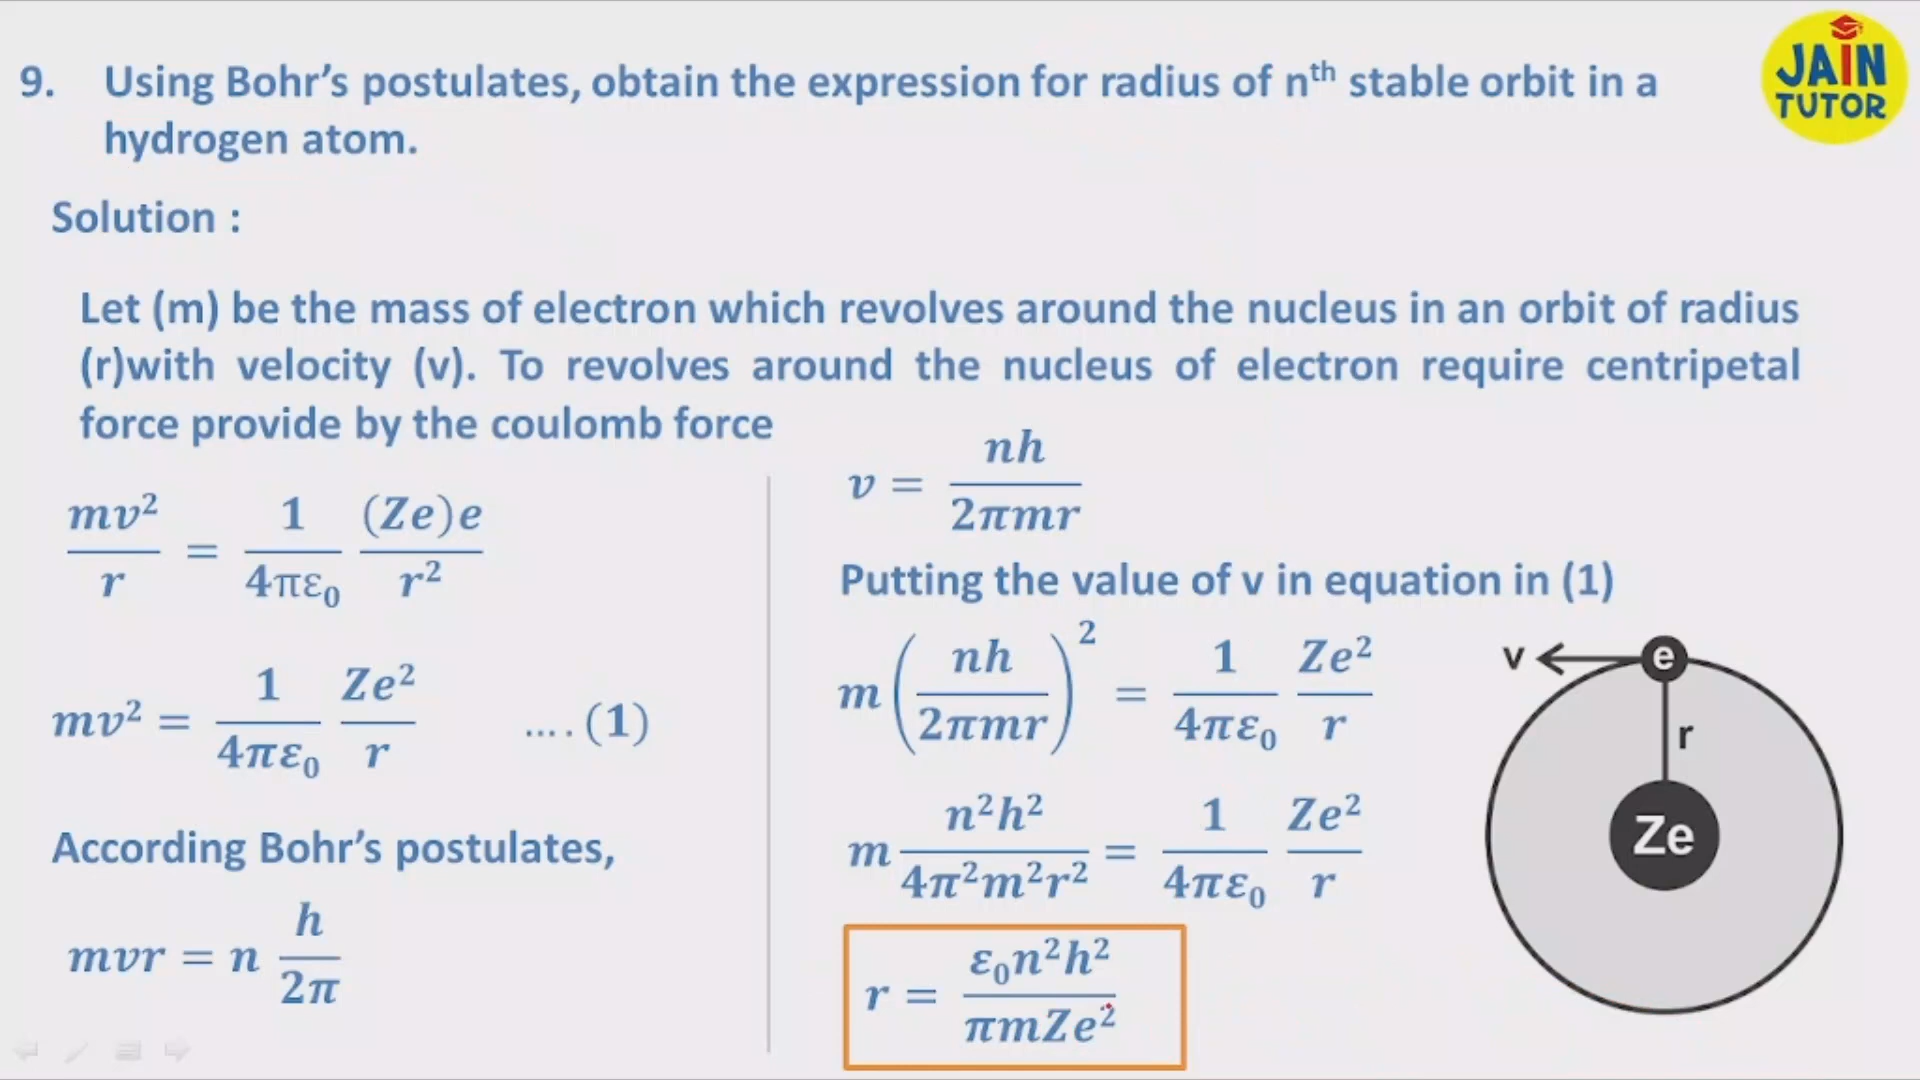 9. Using Bohr’s postulates, obtain the expression for radius of nᵗʰ stable orbit in a
hydrogen atom.
JAIN
TUTOR
Solution :
Let (m) be the mass of electron which revolves around the nucleus in an orbit of radius
(r)with velocity (v). To revolves around the nucleus of electron require centripetal
force provide by the coulomb force
mv²/r = 1/4πε₀ (Ze)e/r²
mv² = 1/4πε₀ Ze²/r ....(1)
According Bohr’s postulates,
mvr = n h/2π
v = nh/2πmr
Putting the value of v in equation in (1)
m(nh/2πmr)² = 1/4πε₀ Ze²/r
m n²h²/4π²m²r² = 1/4πε₀ Ze²/r
r = ε₀n²h²/πmZe²
v
e
r
Ze